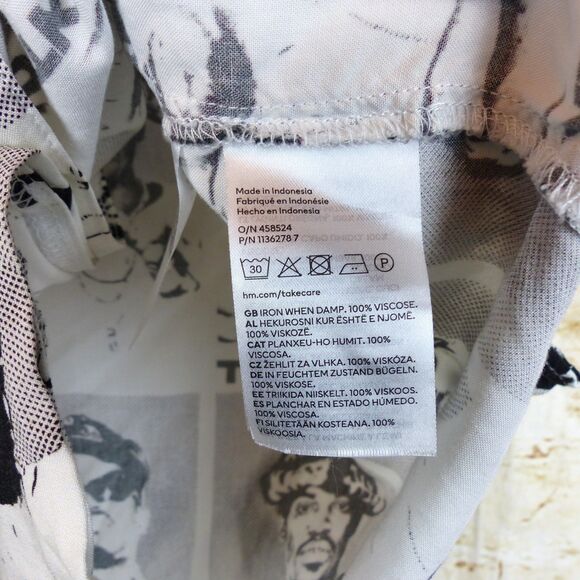 Made in Indonesia
Fabriqué en Indonésie
Hecho en Indonesia
O/N 458524
P/N 1136278 7
30 P
hm.com/takecare
GB IRON WHEN DAMP. 100% VISCOSE.
AL HEKUROSNI KUR ËSHTË E NJOMË.
100% VISKOZË.
CAT PLANXEU-HO HUMIT. 100%
VISCOSA.
CZ ŽEHLIT ZA VLHKA. 100% VISKÓZA.
DE IN FEUCHTEM ZUSTAND BÜGELN.
100% VISKOSE.
EE TRIIKIDA NIISKELT. 100% VISKOOS.
ES PLANCHAR EN ESTADO HÚMEDO.
100% VISCOSA.
FI SILITETÄÄN KOSTEANA. 100%
VISKOOSIA.